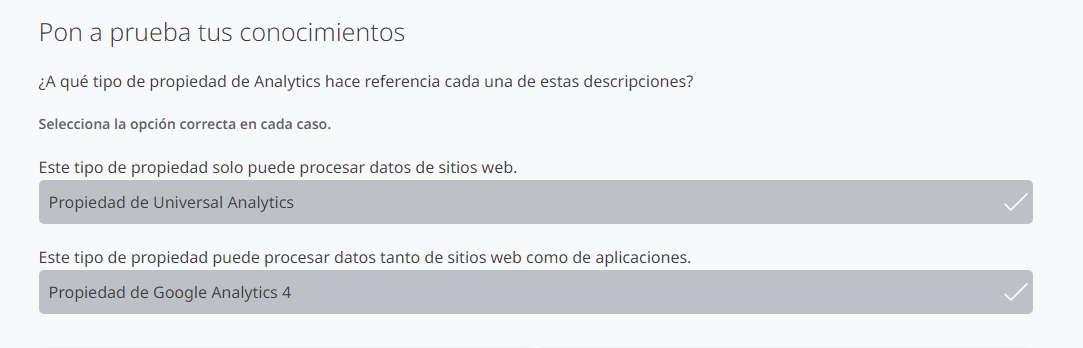 Pon a prueba tus conocimientos
¿A qué tipo de propiedad de Analytics hace referencia cada una de estas descripciones?
Selecciona la opción correcta en cada caso.
Este tipo de propiedad solo puede procesar datos de sitios web.
Propiedad de Universal Analytics
Este tipo de propiedad puede procesar datos tanto de sitios web como de aplicaciones.
Propiedad de Google Analytics 4